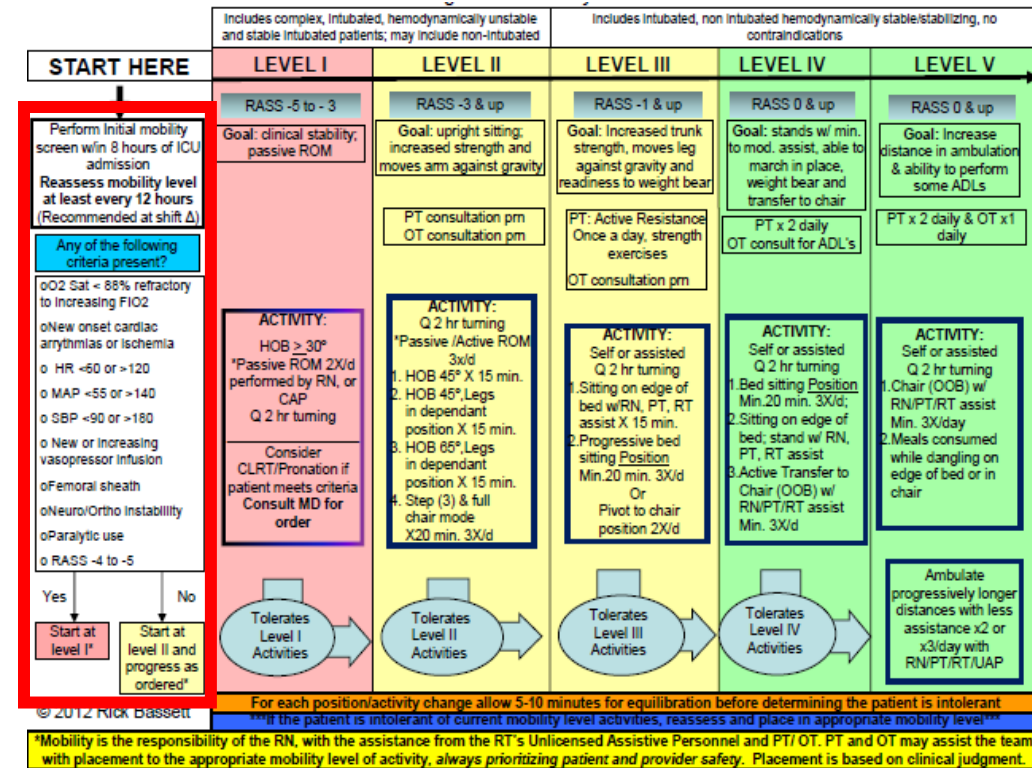 Includes complex, intubated, hemodynamically unstable
and stable intubated patients; may include non-intubated
Includes intubated, non intubated hemodynamically stable/stabilizing, no
contraindications
START HERE
Perform Initial mobility
screen w/in 8 hours of ICU
admission
Reassess mobility level
at least every 12 hours
(Recommended at shift Δ)
Any of the following
criteria present?
oO2 Sat < 88% refractory
to increasing FIO2
oNew onset cardiac
arrythmias or ischemia
o HR <60 or >120
o MAP <55 or >140
o SBP <90 or >180
o New or increasing
vasopressor infusion
oFemoral sheath
oNeuro/Ortho Instability
oParalytic use
o RASS -4 to -5
Yes
No
Start at
level I*
Start at
level II and
progress as
ordered*
© 2012 Rick Bassett
LEVEL I
RASS -5 to - 3
Goal: clinical stability;
passive ROM
ACTIVITY:
HOB > 30º
*Passive ROM 2X/d
performed by RN, or
CAP
Q 2 hr turning
Consider
CLRT/Pronation if
patient meets criteria
Consult MD for
order
Tolerates
Level I
Activities
LEVEL II
RASS -3 & up
Goal: upright sitting;
increased strength and
moves arm against gravity
PT consultation prn
OT consultation prn
ACTIVITY:
Q 2 hr turning
*Passive /Active ROM
3x/d
1. HOB 45º X 15 min.
2. HOB 45º,Legs
in dependant
position X 15 min.
3. HOB 65º,Legs
in dependant
position X 15 min.
4. Step (3) & full
chair mode
X20 min. 3X/d
Tolerates
Level II
Activities
LEVEL III
RASS -1 & up
Goal: Increased trunk
strength, moves leg
against gravity and
readiness to weight bear
PT: Active Resistance
Once a day, strength
exercises
OT consultation prn
ACTIVITY:
Self or assisted
Q 2 hr turning
1.Sitting on edge of
bed w/RN, PT, RT
assist X 15 min.
2.Progressive bed
sitting Position
Min.20 min. 3X/d
Or
Pivot to chair
position 2X/d
Tolerates
Level III
Activities
LEVEL IV
RASS 0 & up
Goal: stands w/ min.
to mod. assist, able to
march in place,
weight bear and
transfer to chair
PT x 2 daily
OT consult for ADL's
ACTIVITY:
Self or assisted
Q 2 hr turning
1.Bed sitting Position
Min.20 min. 3X/d;
2.Sitting on edge of
bed; stand w/ RN,
PT, RT assist
3.Active Transfer to
Chair (OOB) w/
RN/PT/RT assist
Min. 3X/d
Tolerates
Level IV
Activities
LEVEL V
RASS 0 & up
Goal: Increase
distance in ambulation
& ability to perform
some ADLs
PT x 2 daily & OT x1
daily
ACTIVITY:
Self or assisted
Q 2 hr turning
1.Chair (OOB) w/
RN/PT/RT assist
Min. 3X/day
2.Meals consumed
while dangling on
edge of bed or in
chair
Ambulate
progressively longer
distances with less
assistance x2 or
x3/day with
RN/PT/RT/UAP
For each position/activity change allow 5-10 minutes for equilibration before determining the patient is intolerant
***If the patient is intolerant of current mobility level activities, reassess and place in appropriate mobility level***
*Mobility is the responsibility of the RN, with the assistance from the RT's Unlicensed Assistive Personnel and PT/ OT. PT and OT may assist the team
with placement to the appropriate mobility level of activity, always prioritizing patient and provider safety. Placement is based on clinical judgment.